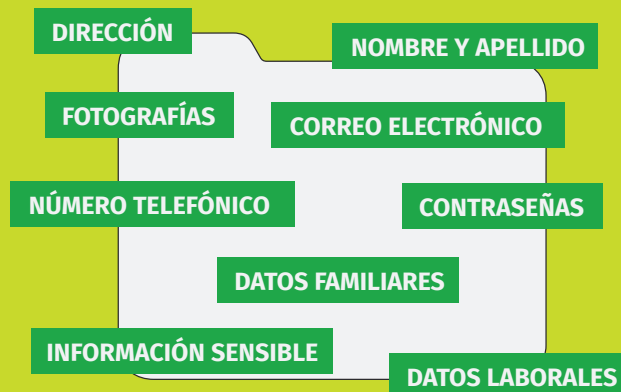 DIRECCIÓN
NOMBRE Y APELLIDO
FOTOGRAFÍAS
CORREO ELECTRÓNICO
NÚMERO TELEFÓNICO
CONTRASEÑAS
DATOS FAMILIARES
INFORMACIÓN SENSIBLE
DATOS LABORALES